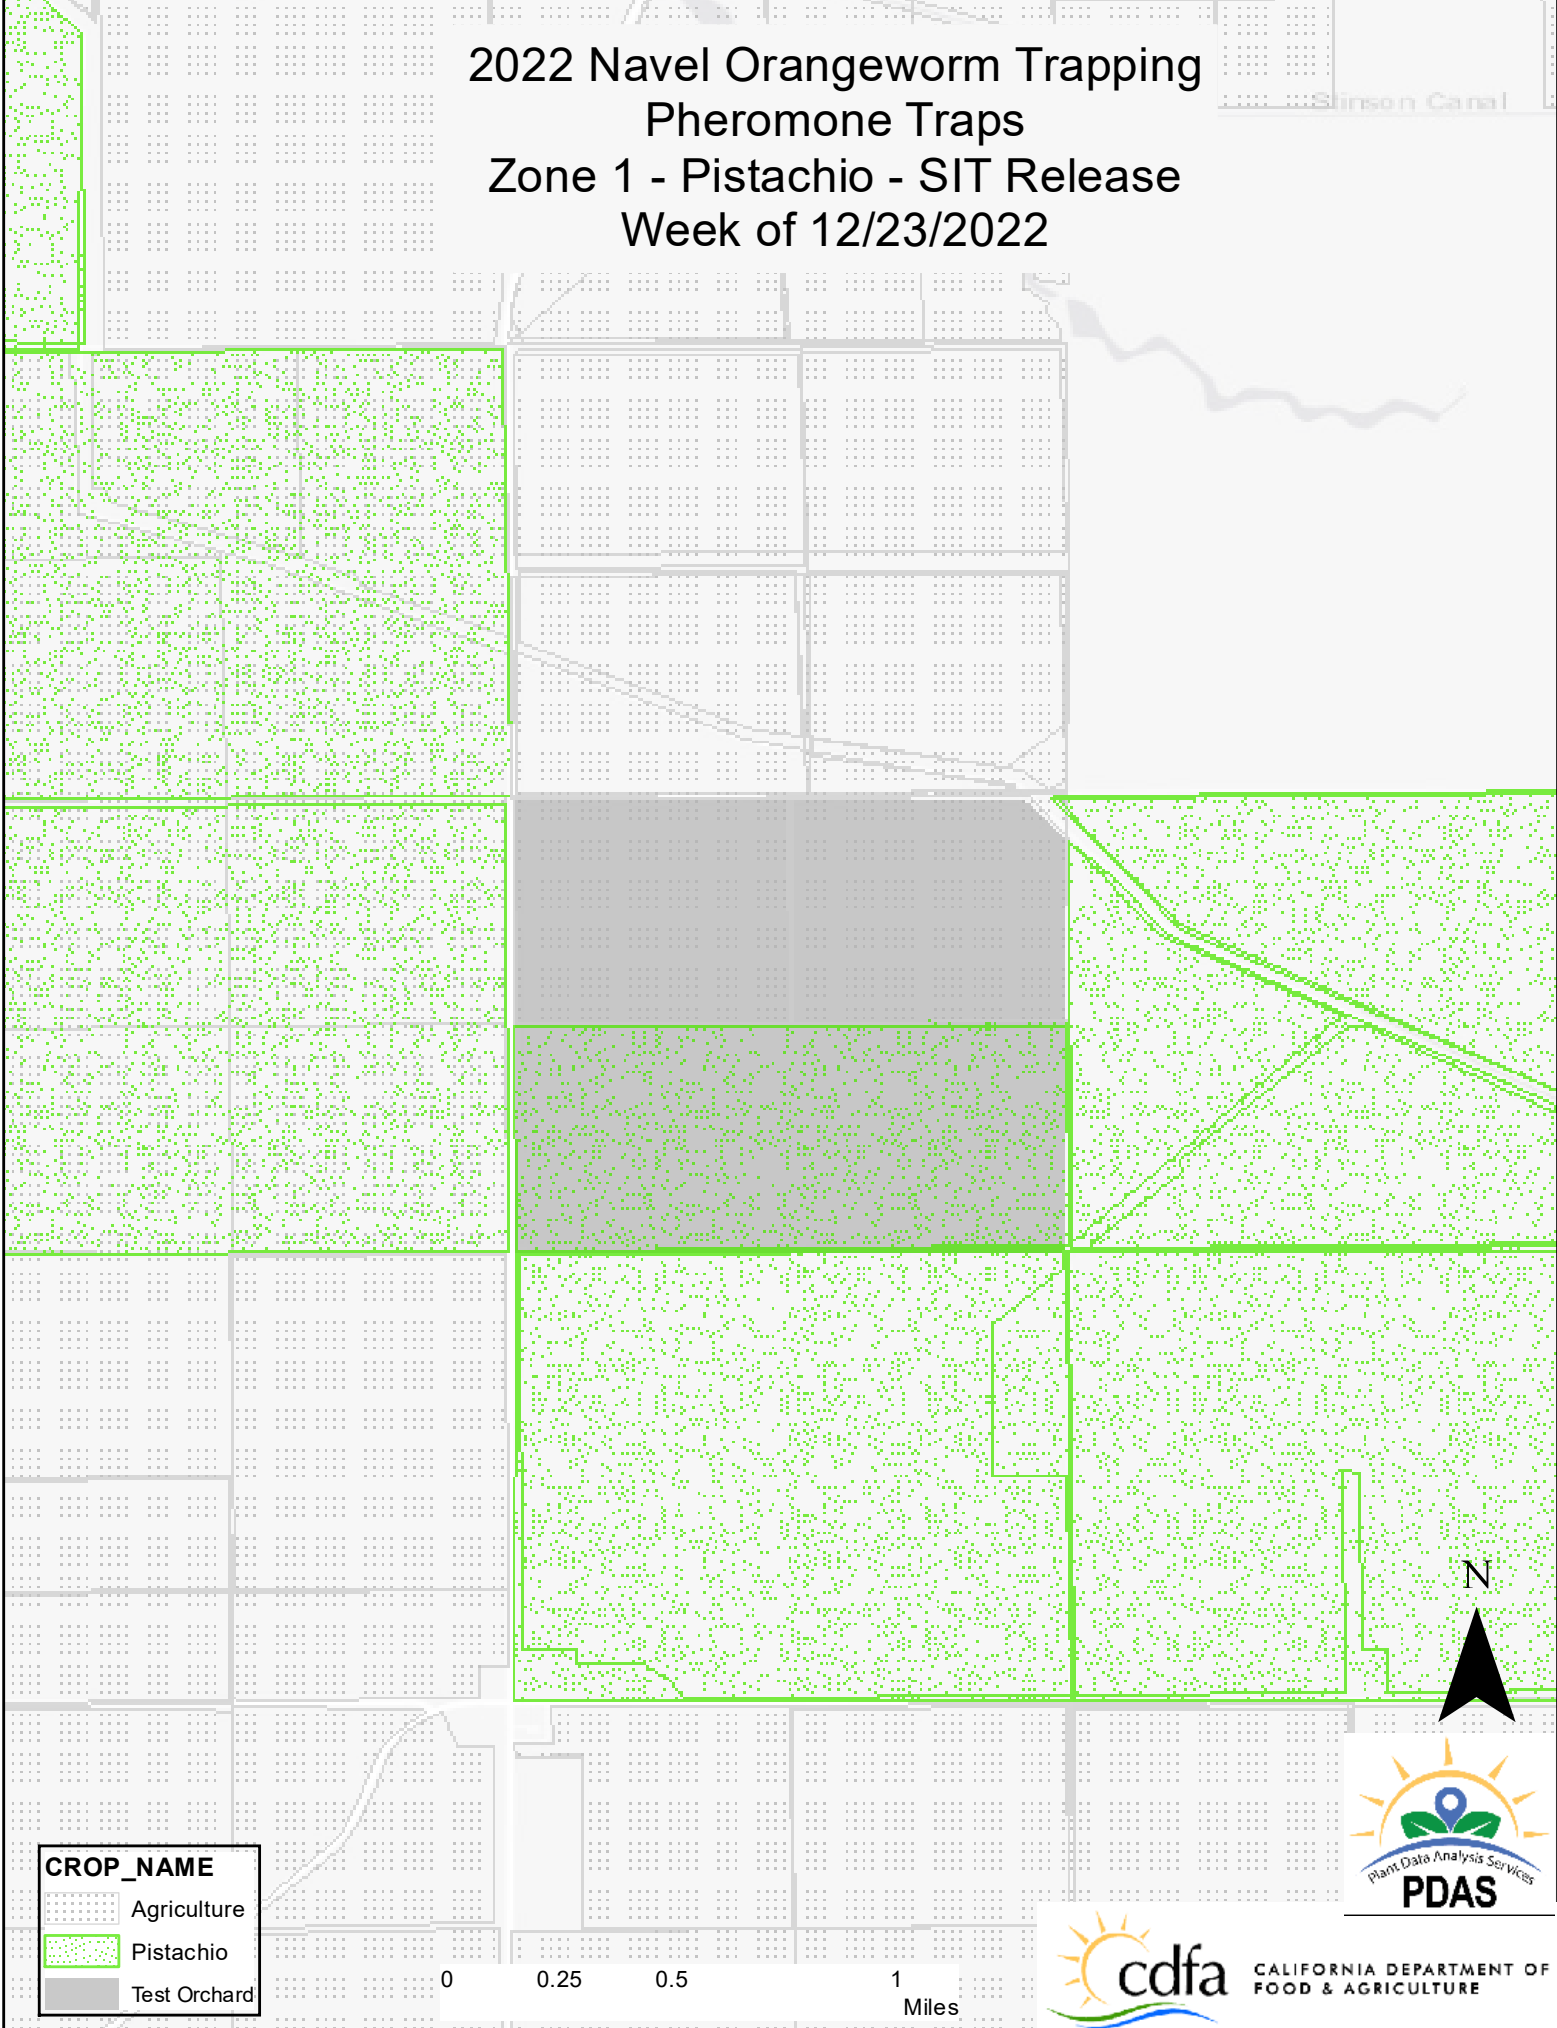 2022 Navel Orangeworm Trapping
Pheromone Traps
Zone 1 - Pistachio - SIT Release
Week of 12/23/2022
Stinson Canal
N
CROP_NAME
Agriculture
Pistachio
Test Orchard
0 0.25 0.5 1
Miles
Plant Data Analysis Services
PDAS
cdfa
CALIFORNIA DEPARTMENT OF
FOOD & AGRICULTURE